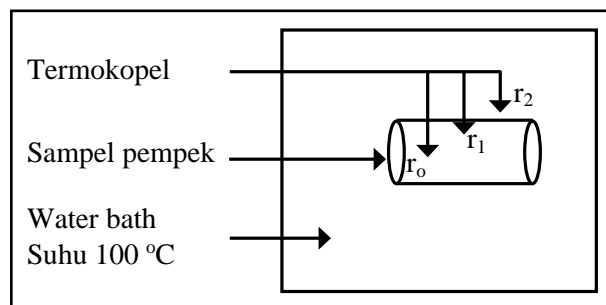 Termokopel
r₂
r₁
Sampel pempek
rₒ
Water bath
Suhu 100 ºC